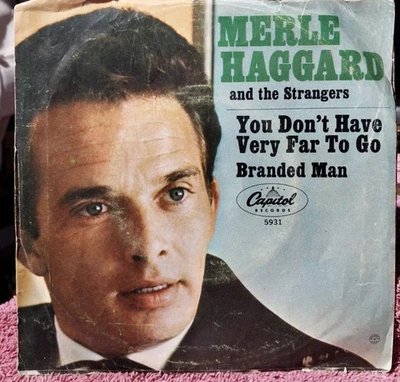 MERLE
HAGGARD
and the Strangers
You Don't Have
Very Far To Go
Branded Man
Capitol
RECORDS
5931